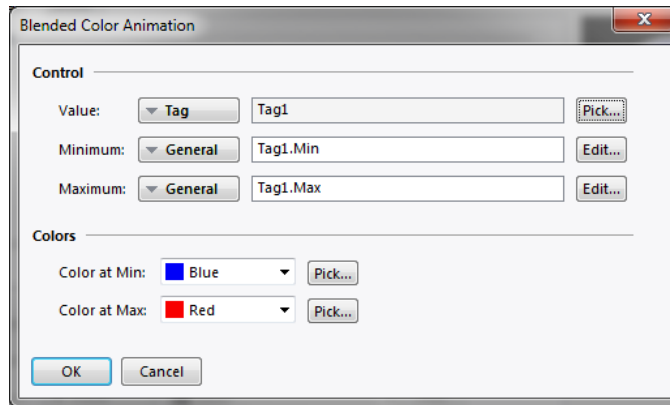 Blended Color Animation
Control
Value: Tag Tag1 Pick...
Minimum: General Tag1.Min Edit...
Maximum: General Tag1.Max Edit...
Colors
Color at Min: Blue Pick...
Color at Max: Red Pick...
OK Cancel